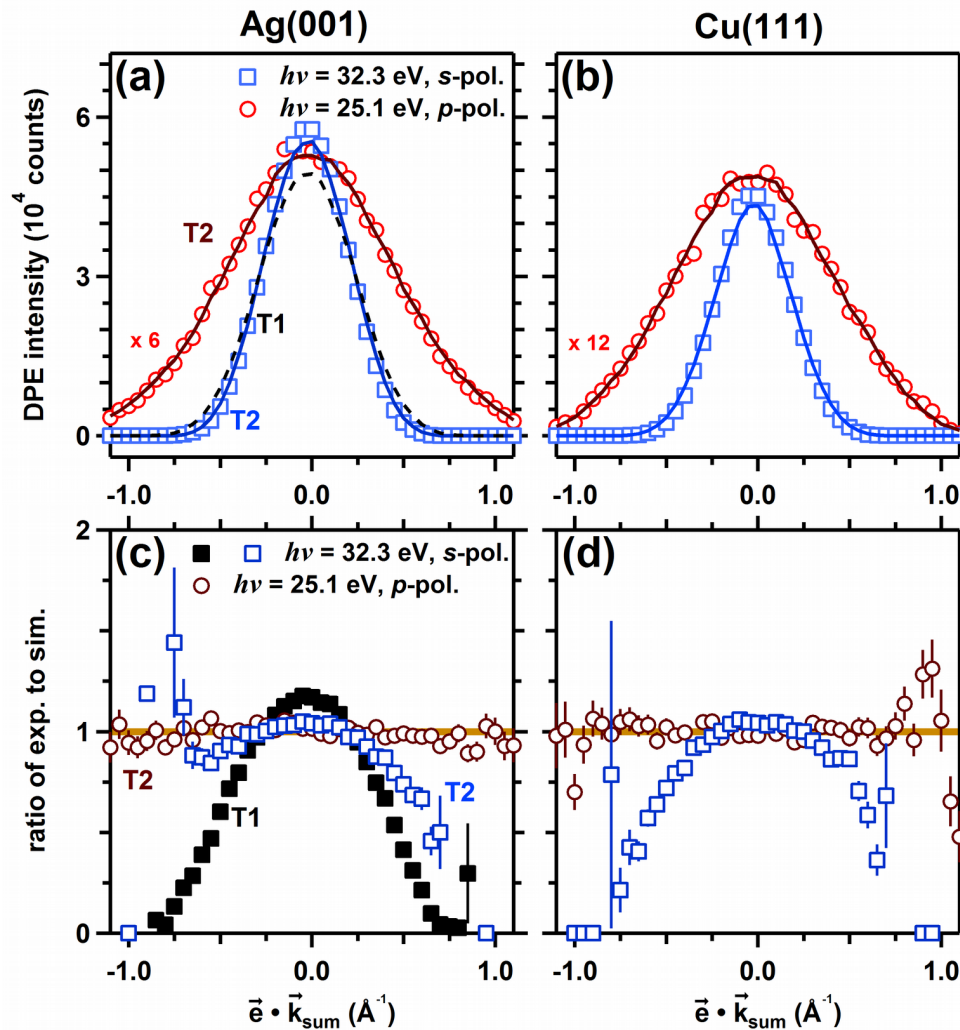 Ag(001)
Cu(111)
(a)
hν = 32.3 eV, s-pol.
hν = 25.1 eV, p-pol.
(b)
6
3
0
DPE intensity (10⁴ counts)
T2
T1
x 6
T2
x 12
-1.0
0.0
1.0
-1.0
0.0
1.0
2
1
0
ratio of exp. to sim.
(c)
hν = 32.3 eV, s-pol.
hν = 25.1 eV, p-pol.
(d)
T2
T1
T2
-1.0
0.0
1.0
-1.0
0.0
1.0
e⃗ • k⃗sum (Å⁻¹)
e⃗ • k⃗sum (Å⁻¹)